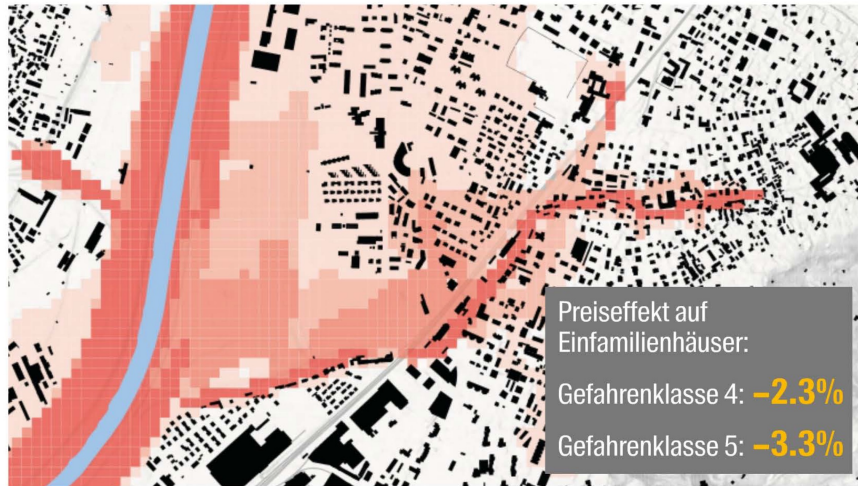 Preiseffekt auf
Einfamilienhäuser:
Gefahrenklasse 4: –2.3%
Gefahrenklasse 5: –3.3%